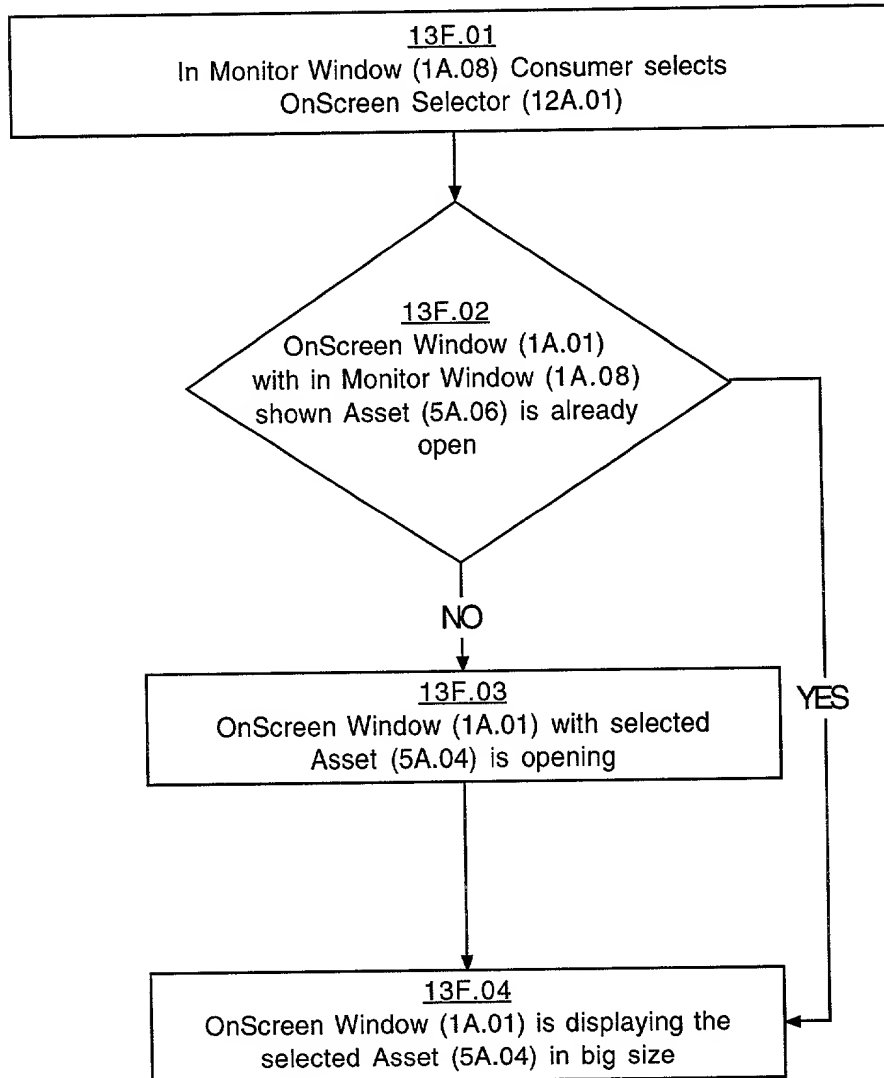 13F.01
In Monitor Window (1A.08) Consumer selects
OnScreen Selector (12A.01)
13F.02
OnScreen Window (1A.01)
with in Monitor Window (1A.08)
shown Asset (5A.06) is already
open
NO
YES
13F.03
OnScreen Window (1A.01) with selected
Asset (5A.04) is opening
13F.04
OnScreen Window (1A.01) is displaying the
selected Asset (5A.04) in big size